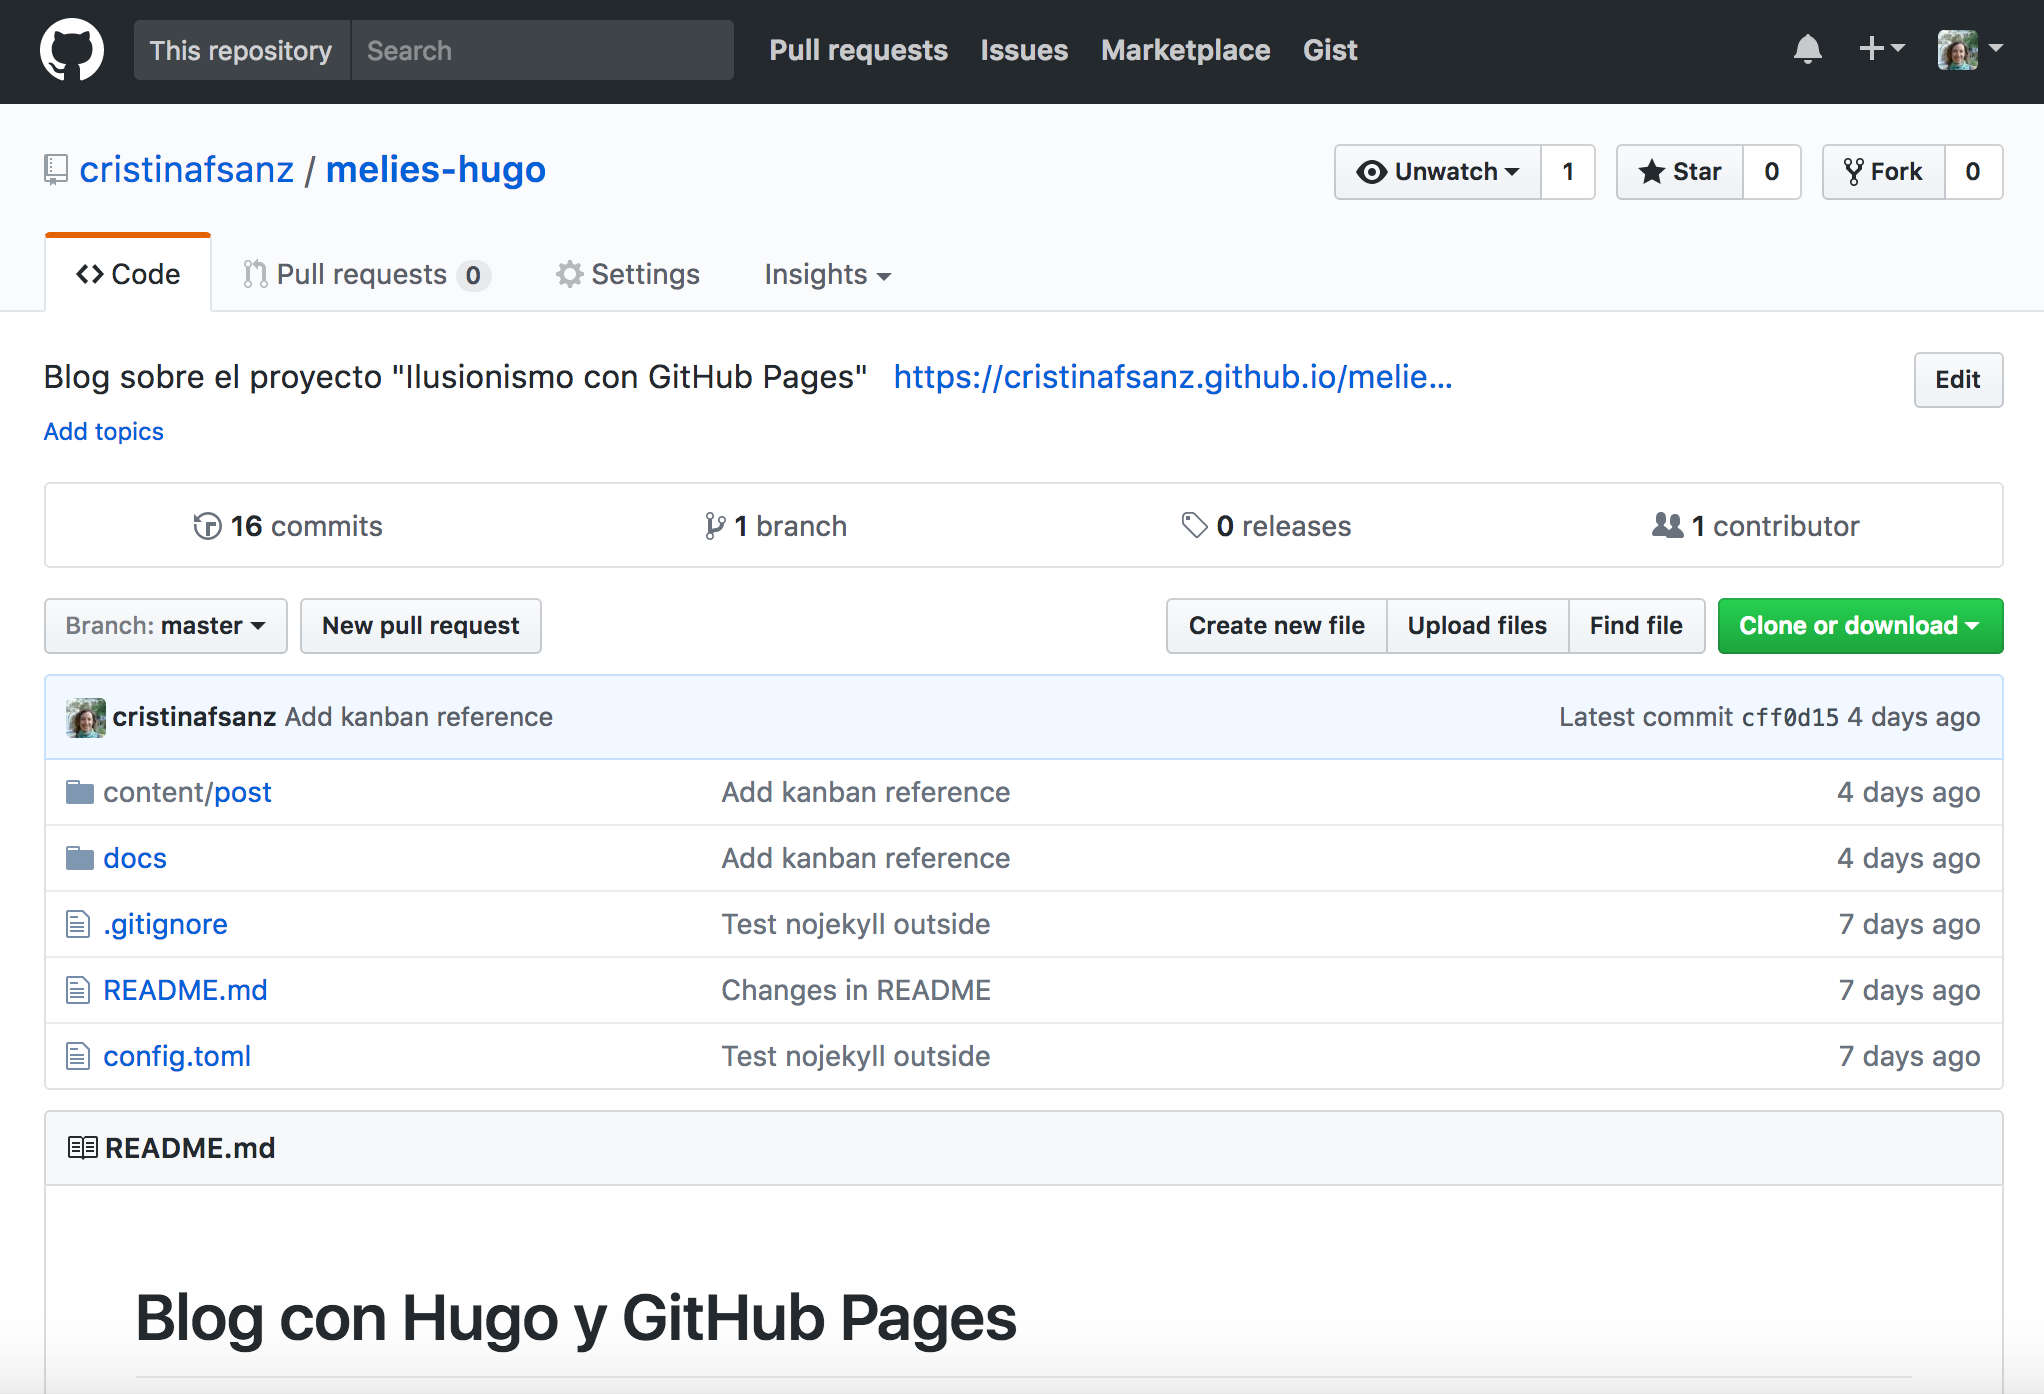 This repository Search Pull requests Issues Marketplace Gist
cristinafsanz / melies-hugo Unwatch 1 Star 0 Fork 0
Code Pull requests 0 Settings Insights
Blog sobre el proyecto "Ilusionismo con GitHub Pages" https://cristinafsanz.github.io/melie... Edit
Add topics
16 commits 1 branch 0 releases 1 contributor
Branch: master New pull request Create new file Upload files Find file Clone or download
cristinafsanz Add kanban reference Latest commit cff0d15 4 days ago
content/post Add kanban reference 4 days ago
docs Add kanban reference 4 days ago
.gitignore Test nojekyll outside 7 days ago
README.md Changes in README 7 days ago
config.toml Test nojekyll outside 7 days ago
README.md
Blog con Hugo y GitHub Pages